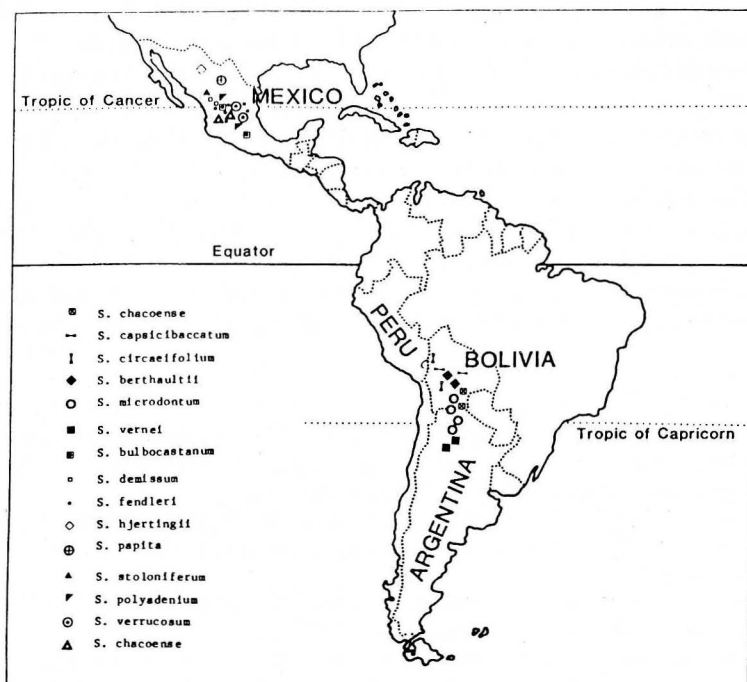 Tropic of Cancer
MEXICO
Equator
PERU
BOLIVIA
Tropic of Capricorn
ARGENTINA
S. chacoense
S. capsicibaccatum
S. circaeifolium
S. berthaultii
S. microdontum
S. vernei
S. bulbocastanum
S. demissum
S. fendleri
S. hjertingii
S. papita
S. stoloniferum
S. polyadenium
S. verrucosum
S. chacoense